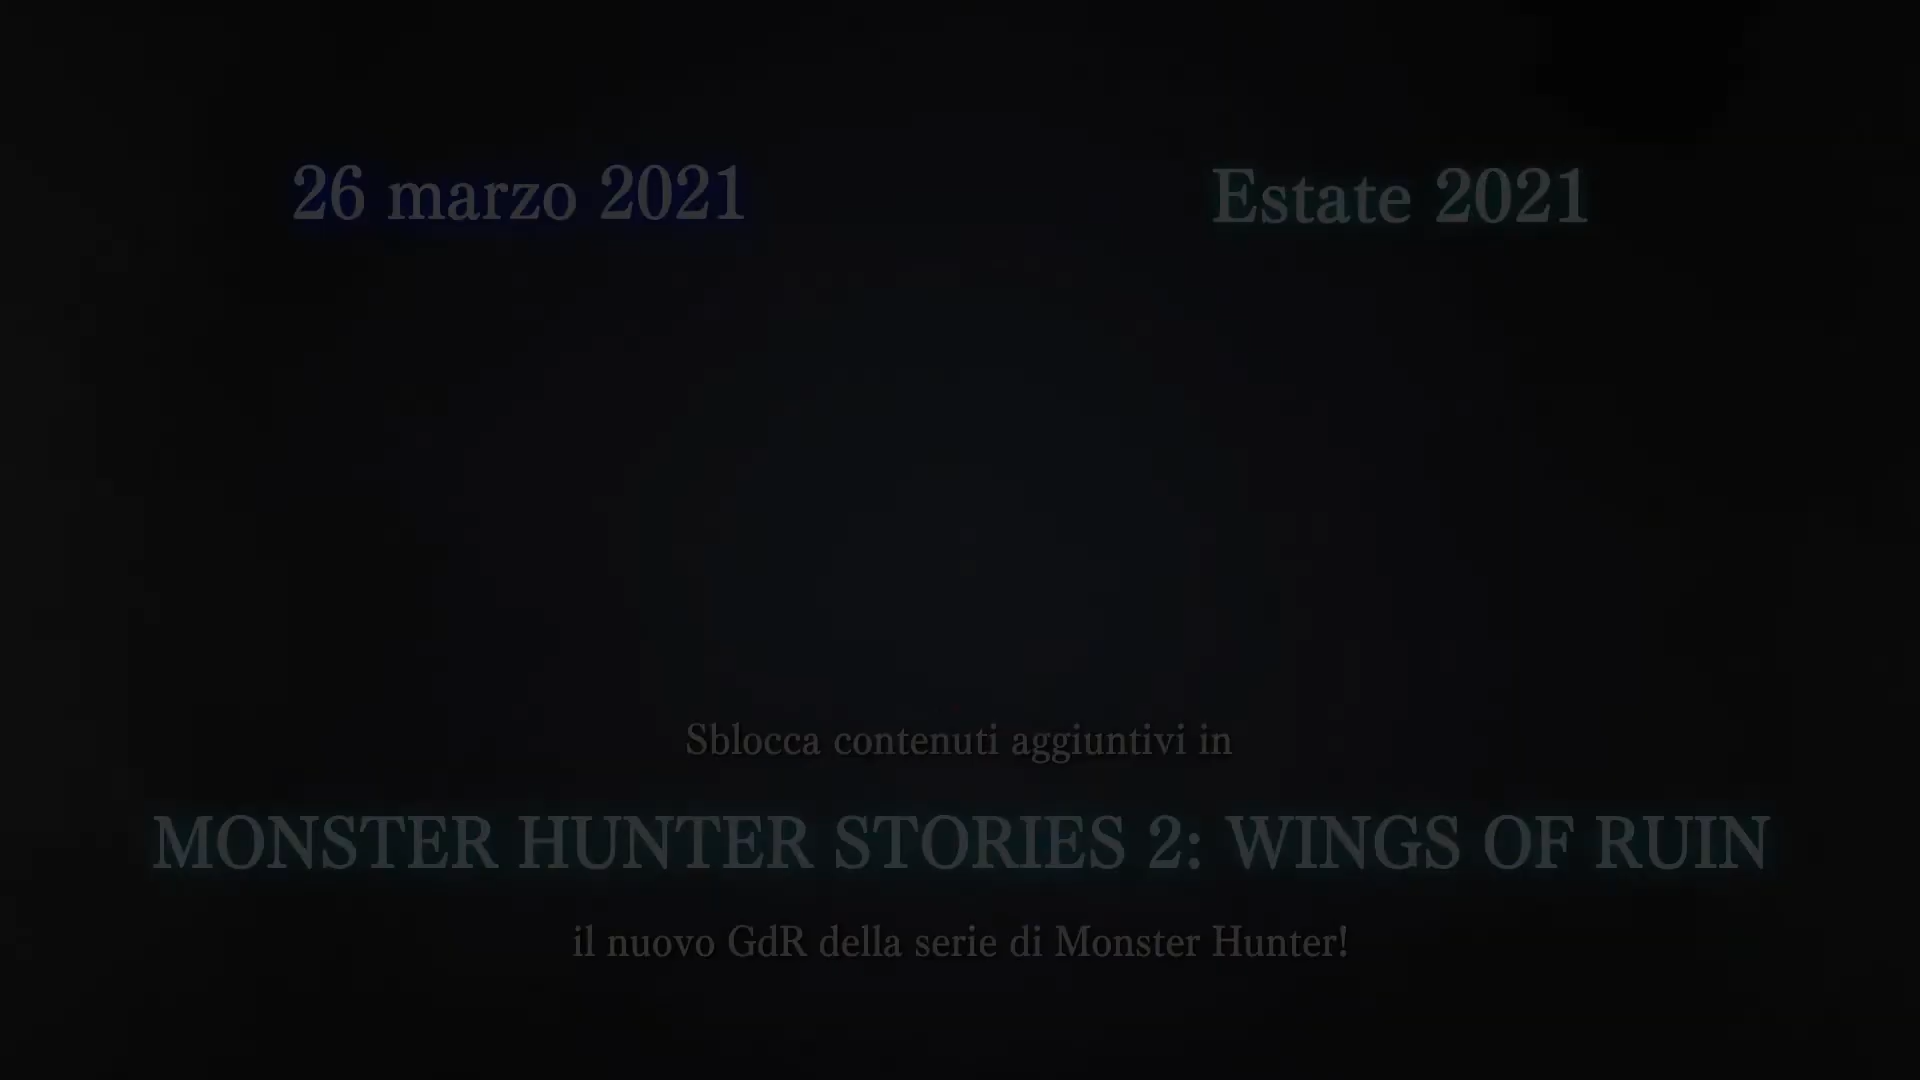 26 marzo 2021
Estate 2021
Sblocca contenuti aggiuntivi in
MONSTER HUNTER STORIES 2: WINGS OF RUIN
il nuovo GdR della serie di Monster Hunter!